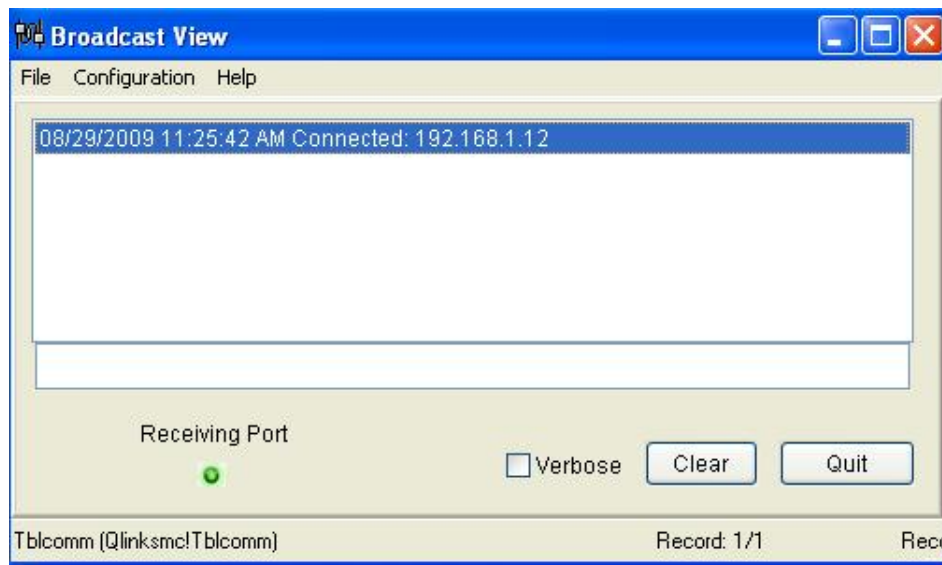 Broadcast View
File Configuration Help
08/29/2009 11:25:42 AM Connected: 192.168.1.12
Receiving Port
Verbose Clear Quit
Tblcomm (Qlinksmc!Tblcomm) Record: 1/1 Reco